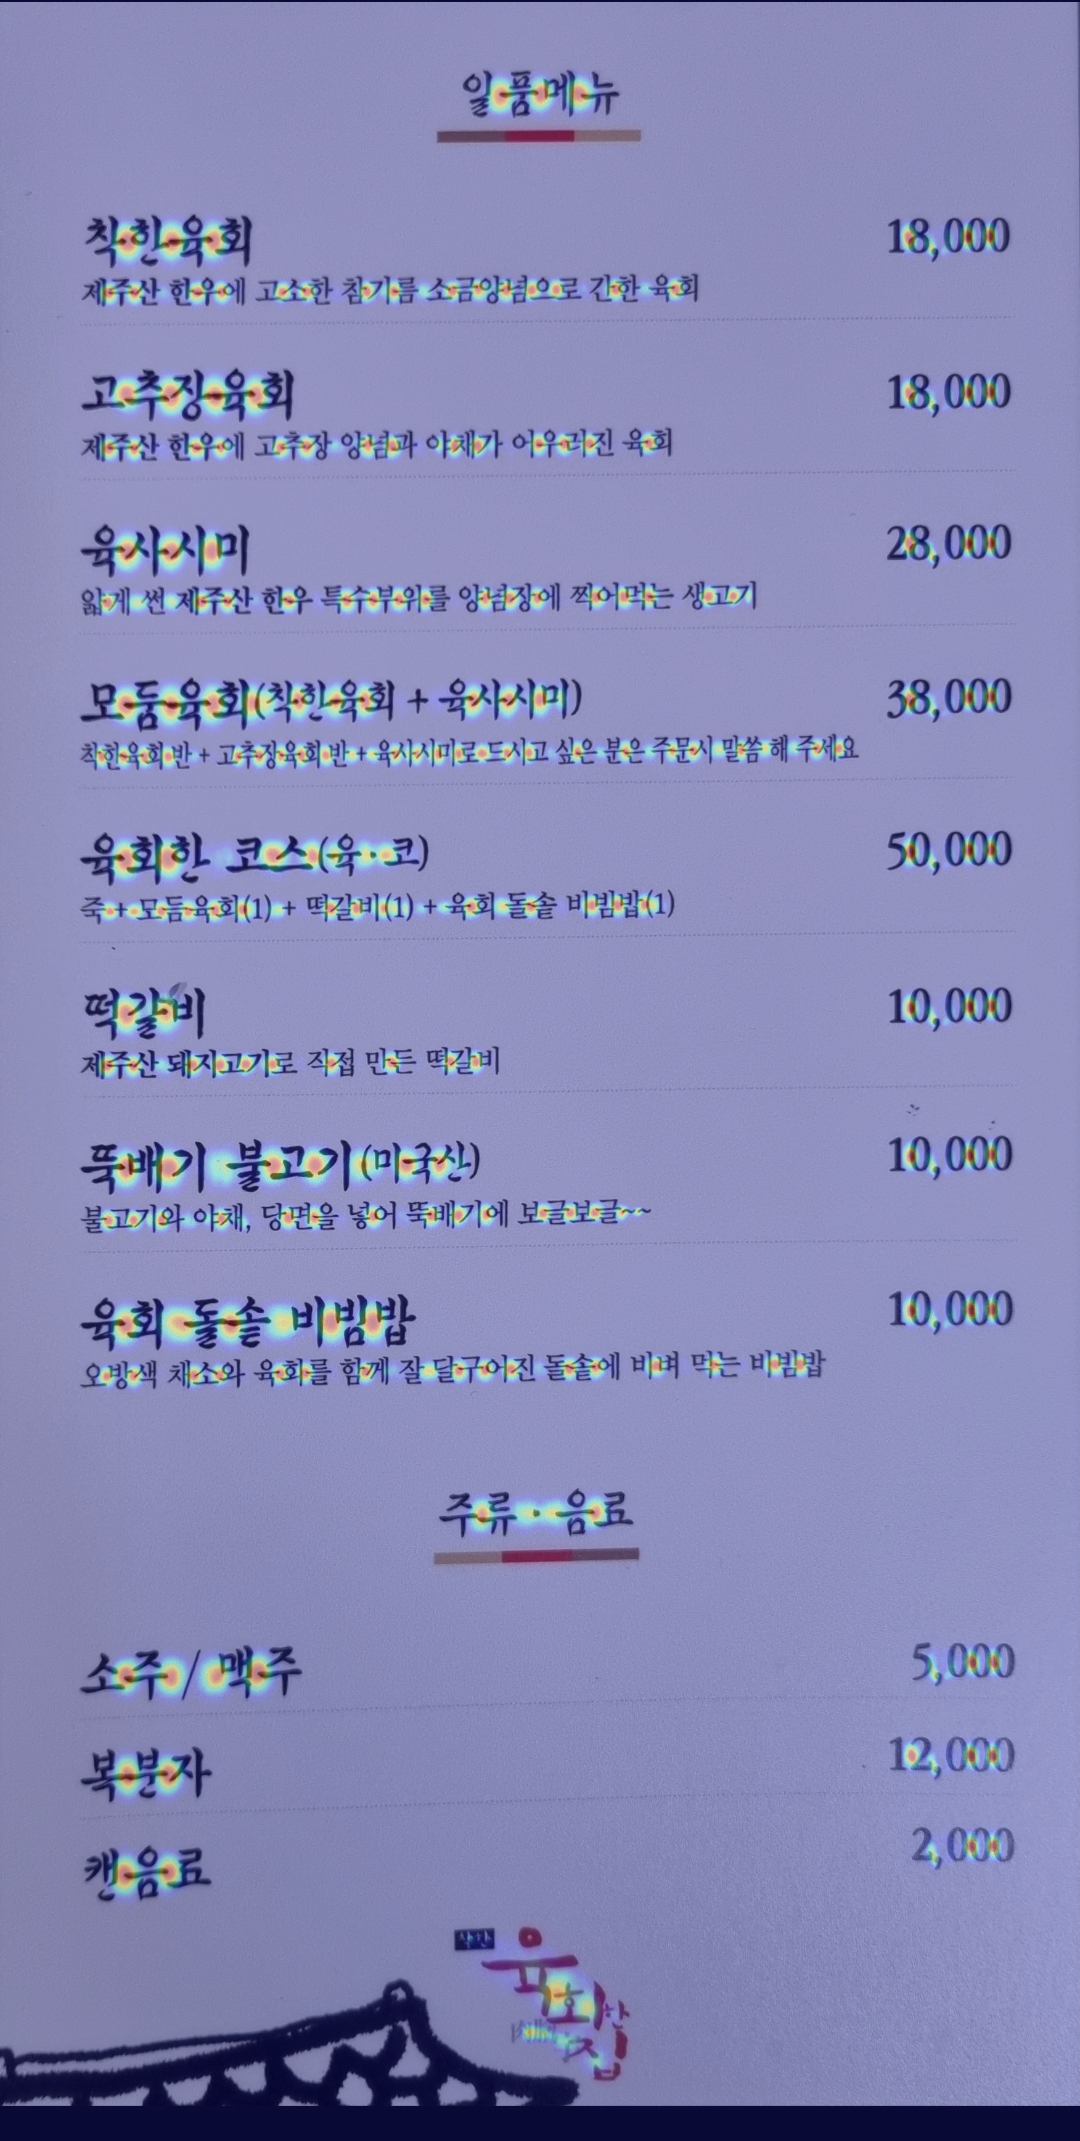 일품메뉴
착한육회 18,000
제주산 한우에 고소한 참기름 소금양념으로 간한 육회
고추장육회 18,000
제주산 한우에 고추장 양념과 야채가 어우러진 육회
육사시미 28,000
얇게 썬 제주산 한우 특수부위를 양념장에 찍어먹는 생고기
모둠육회(착한육회 + 육사시미) 38,000
착한육회 반 + 고추장육회 반 + 육사시미로 드시고 싶은 분은 주문시 말씀 해 주세요
육회한 코스(육··코) 50,000
죽 + 모듬육회(1) + 떡갈비(1) + 육회 돌솥 비빔밥(1)
떡갈비 10,000
제주산 돼지고기로 직접 만든 떡갈비
뚝배기 불고기(미국산) 10,000
불고기와 야채, 당면을 넣어 뚝배기에 보글보글~~
육회 돌솥 비빔밥 10,000
오방색 채소와 육회를 함께 잘 달구어진 돌솥에 비벼 먹는 비빔밥
주류 · 음료
소주 / 맥주 5,000
복분자 12,000
캔음료 2,000
육회한
집